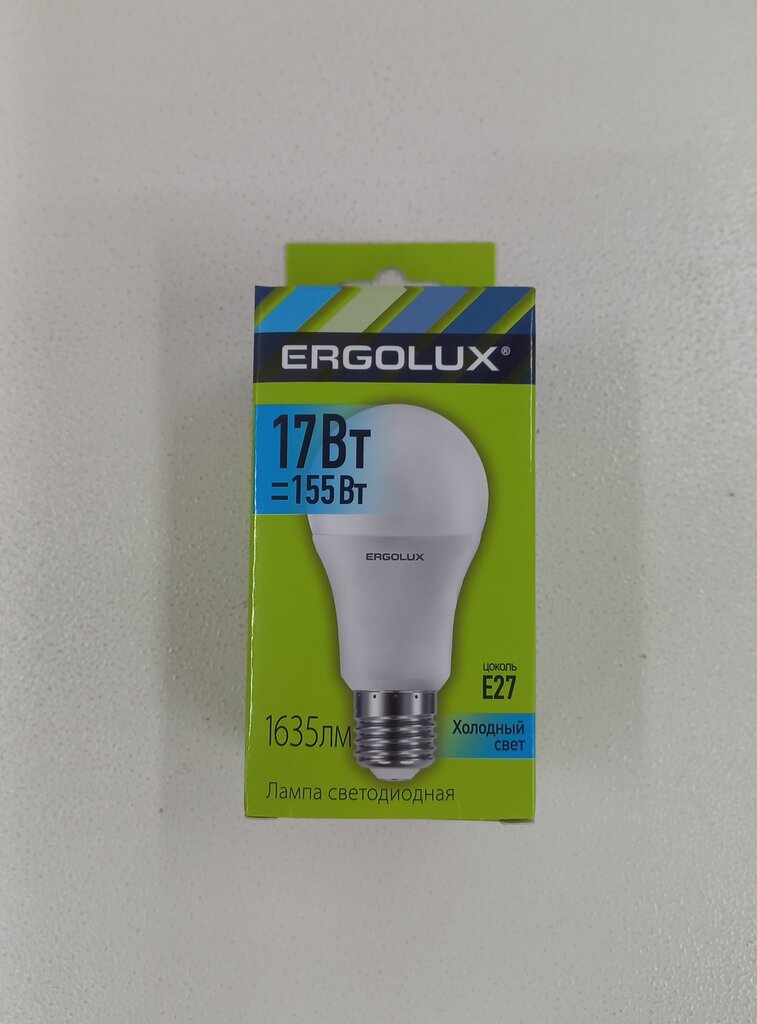 ERGOLUX®
17Вт
=155Вт
ERGOLUX
цоколь
E27
1635лм
Холодный
свет
Лампа светодиодная